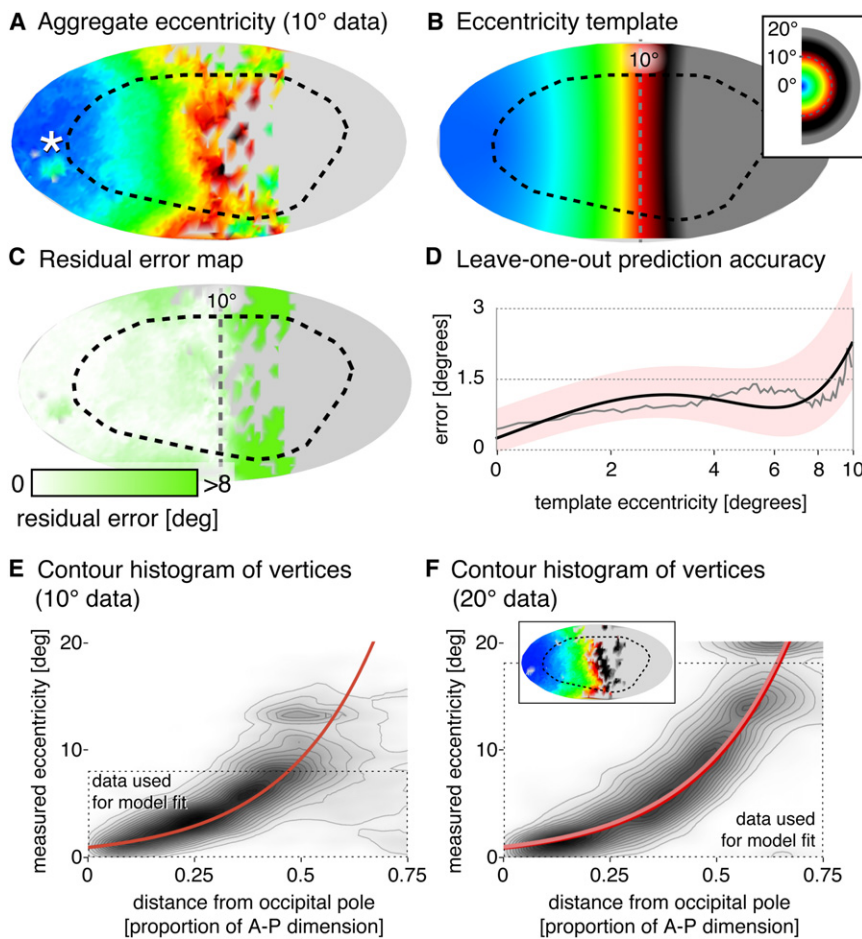 A Aggregate eccentricity (10° data)
*
B Eccentricity template
10°
20°
10°
0°
C Residual error map
10°
0 >8
residual error [deg]
D Leave-one-out prediction accuracy
3
1.5
0
error [degrees]
0 2 4 6 8 10
template eccentricity [degrees]
E Contour histogram of vertices
(10° data)
20
10
0
measured eccentricity [deg]
data used
for model fit
0 0.25 0.5 0.75
distance from occipital pole
[proportion of A-P dimension]
F Contour histogram of vertices
(20° data)
20
10
0
measured eccentricity [deg]
data used
for model fit
0 0.25 0.5 0.75
distance from occipital pole
[proportion of A-P dimension]